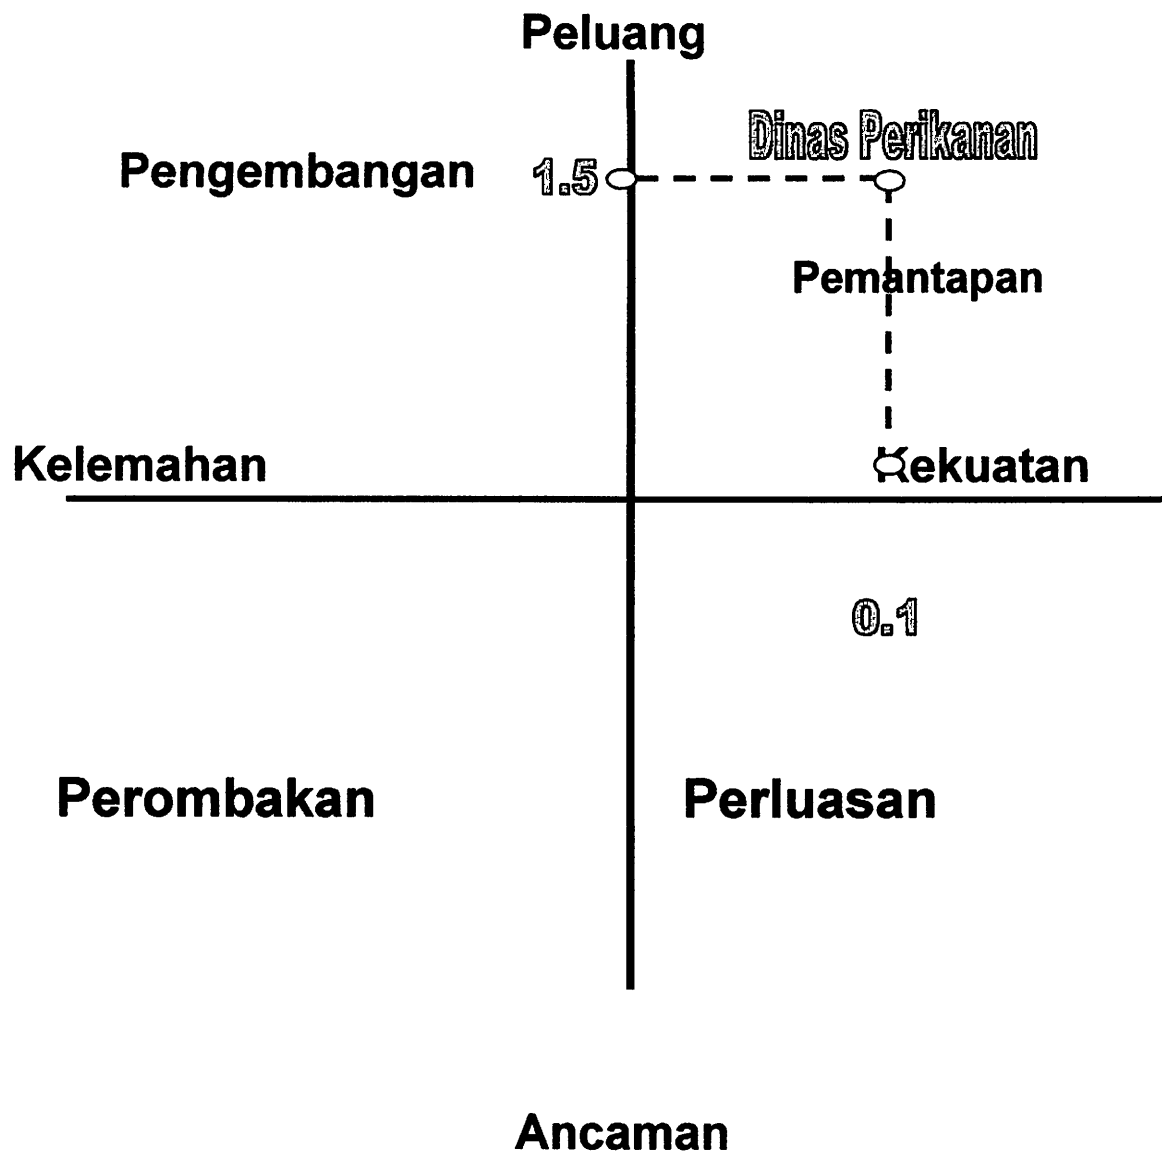 Peluang
Dinas Perikanan
Pengembangan
1.5
Pemantapan
Kelemahan
Kekuatan
0.1
Perombakan
Perluasan
Ancaman